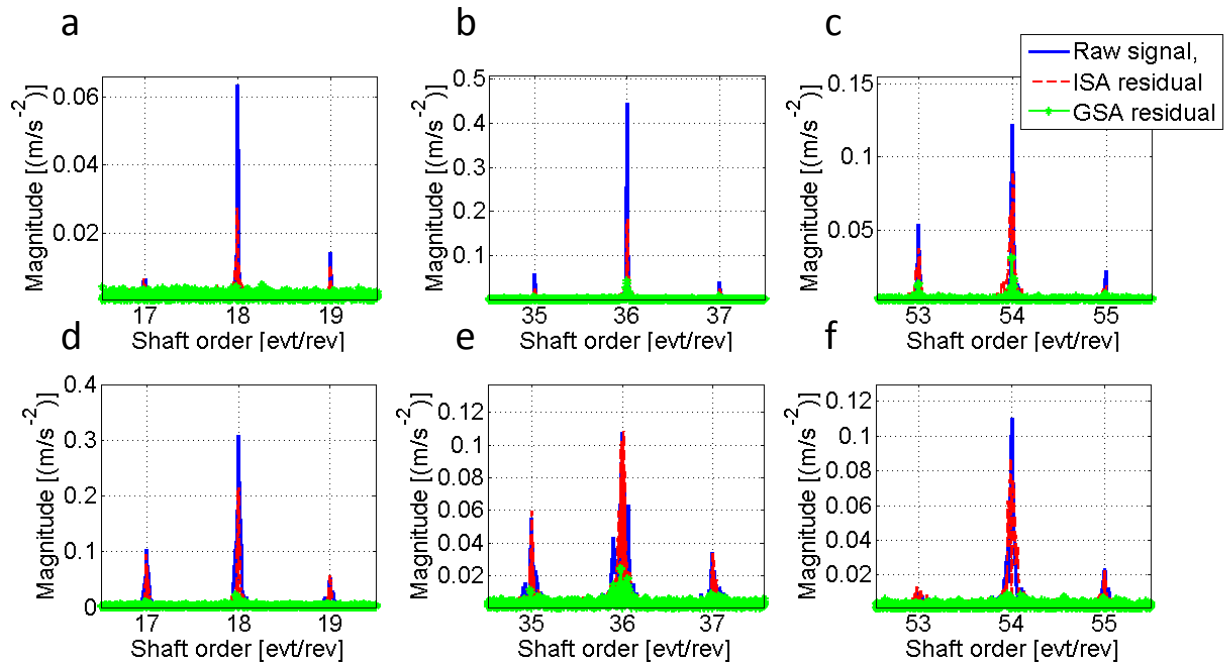 a
b
c
Raw signal,
ISA residual
GSA residual
Magnitude [(m/s⁻²)]
0.06
0.04
0.02
17
18
19
Shaft order [evt/rev]
Magnitude [(m/s⁻²)]
0.5
0.4
0.3
0.2
0.1
35
36
37
Shaft order [evt/rev]
Magnitude [(m/s⁻²)]
0.15
0.1
0.05
53
54
55
Shaft order [evt/rev]
d
e
f
Magnitude [(m/s⁻²)]
0.4
0.3
0.2
0.1
0
17
18
19
Shaft order [evt/rev]
Magnitude [(m/s⁻²)]
0.12
0.1
0.08
0.06
0.04
0.02
35
36
37
Shaft order [evt/rev]
Magnitude [(m/s⁻²)]
0.12
0.1
0.08
0.06
0.04
0.02
53
54
55
Shaft order [evt/rev]